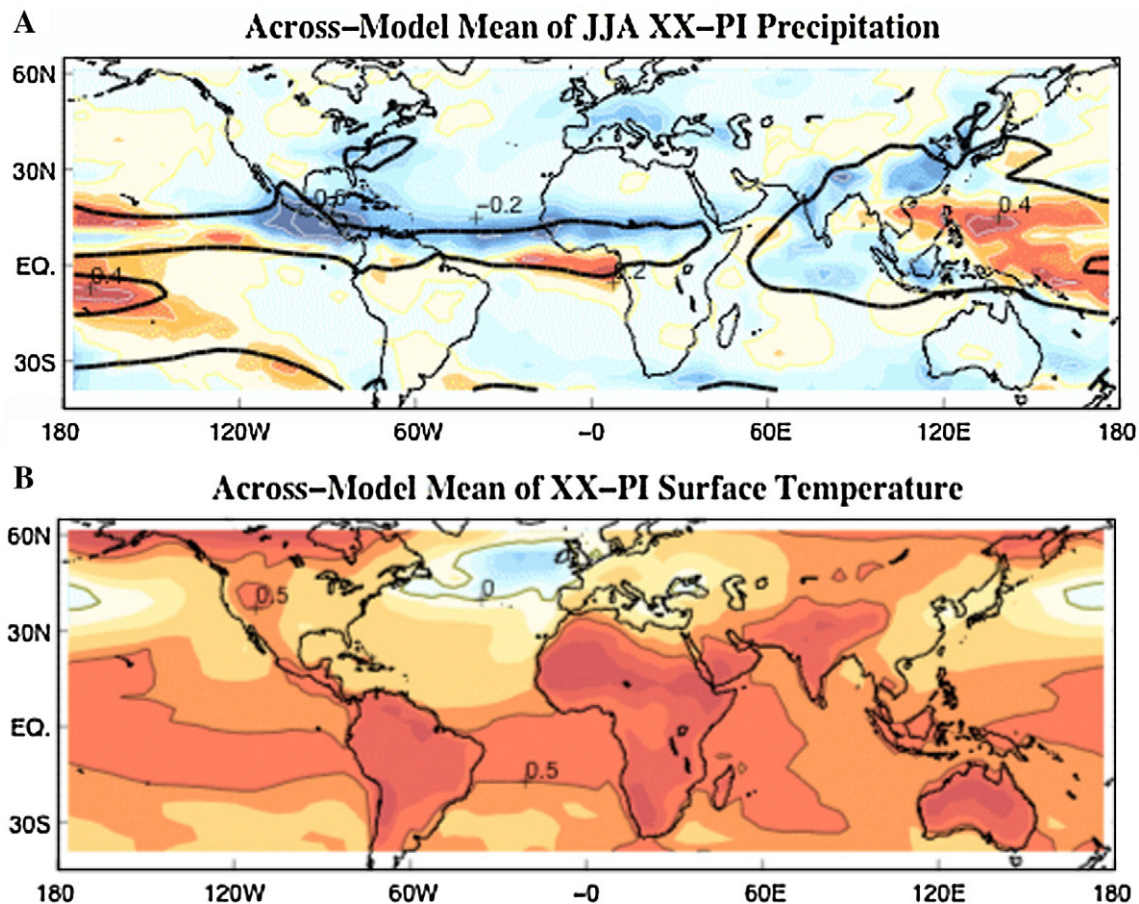 A
Across-Model Mean of JJA XX-PI Precipitation
60N
30N
EQ.
30S
-0.2
0.4
0.4
180 120W 60W -0 60E 120E 180
B
Across-Model Mean of XX-PI Surface Temperature
60N
30N
EQ.
30S
0
0.5
0.5
180 120W 60W -0 60E 120E 180